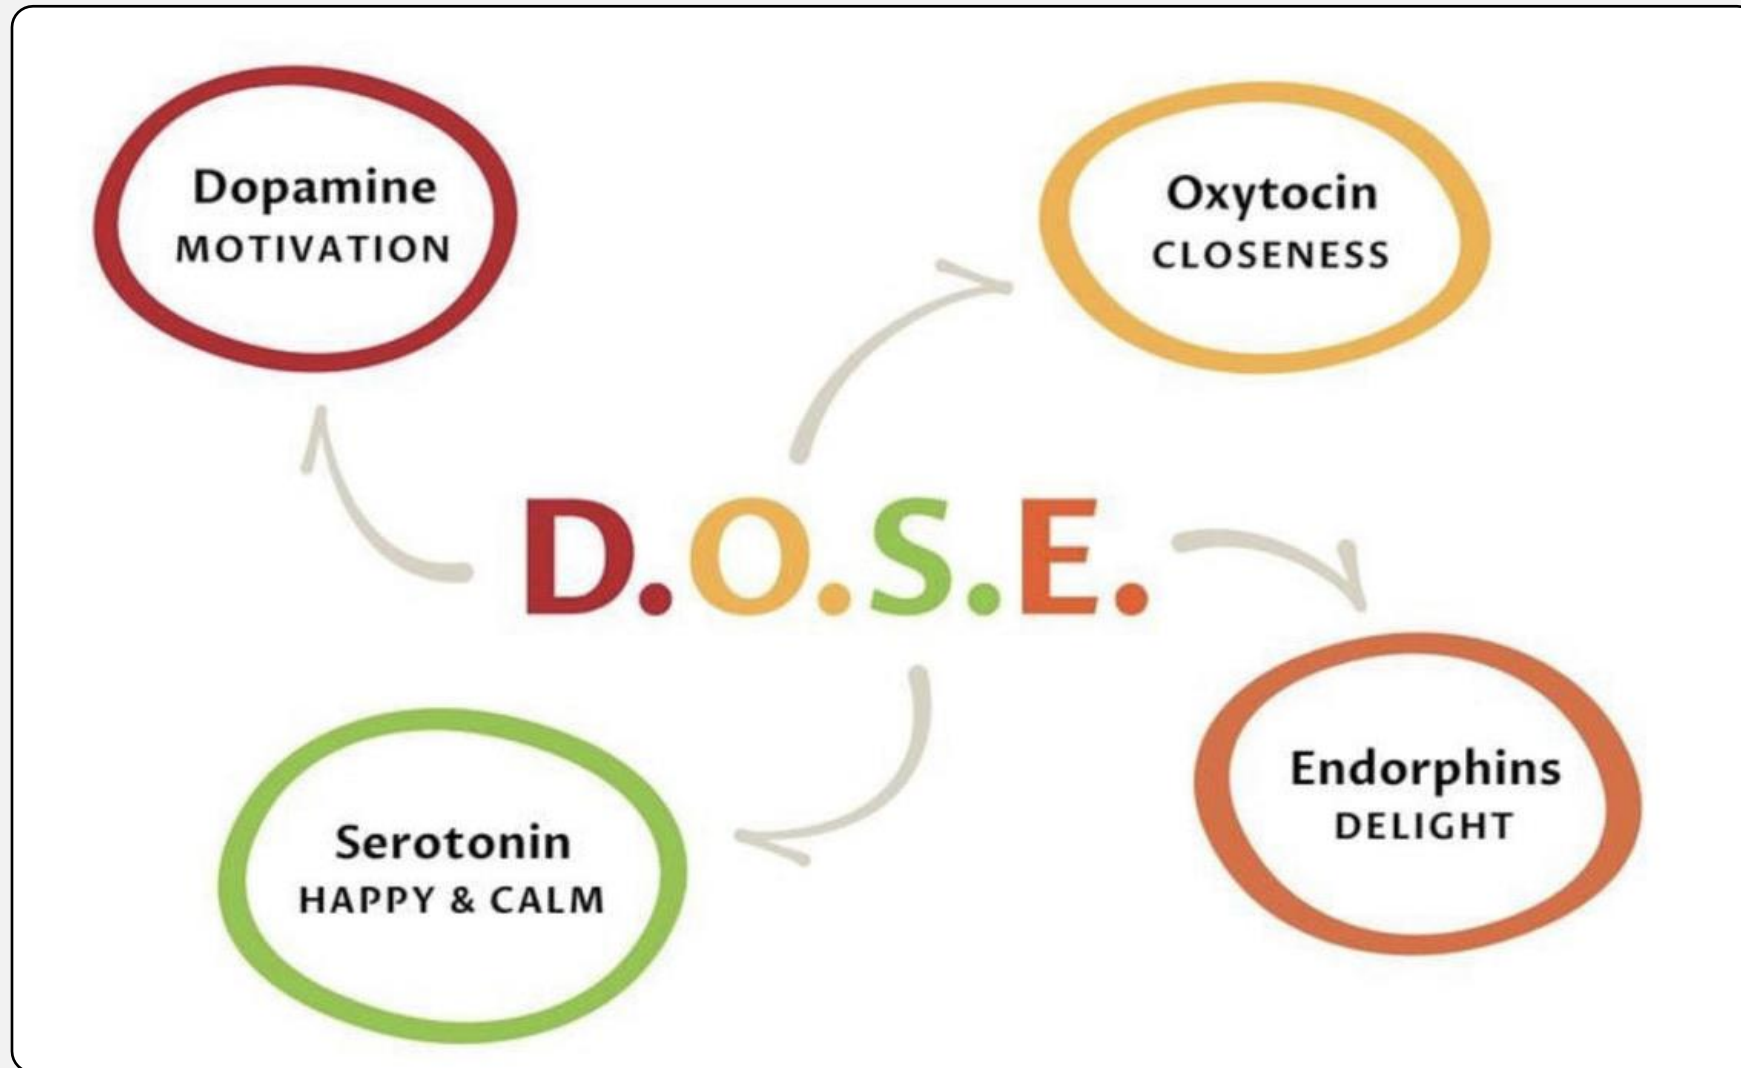 Dopamine
MOTIVATION
Oxytocin
CLOSENESS
D.O.S.E.
Serotonin
HAPPY & CALM
Endorphins
DELIGHT